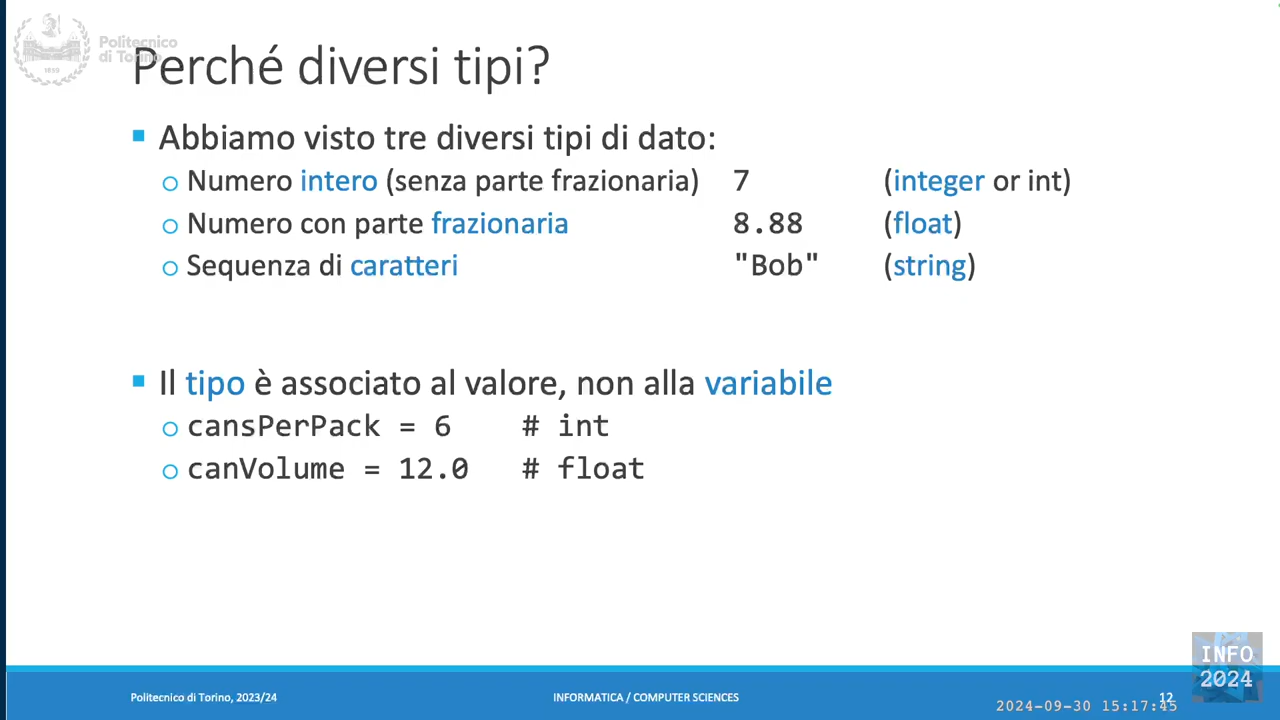 Politecnico
di Torino
1859
Perché diversi tipi?
Abbiamo visto tre diversi tipi di dato:
Numero intero (senza parte frazionaria) 7 (integer or int)
Numero con parte frazionaria 8.88 (float)
Sequenza di caratteri "Bob" (string)
Il tipo è associato al valore, non alla variabile
cansPerPack = 6 # int
canVolume = 12.0 # float
INFO
2024
Politecnico di Torino, 2023/24 INFORMATICA / COMPUTER SCIENCES 12
2024-09-30 15:17:45